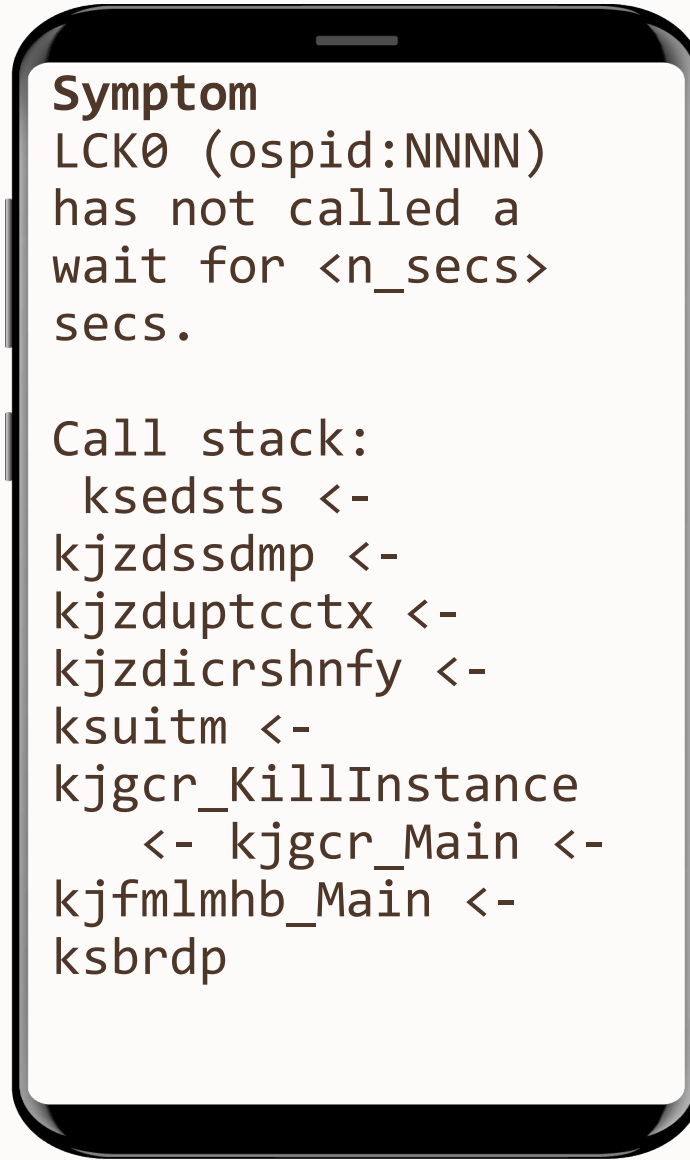 Symptom
LCK0 (ospid:NNNN)
has not called a
wait for <n_secs>
secs.
Call stack:
ksedsts <-
kjzdssdmp <-
kjzduptcctx <-
kjzdicrshnfy <-
ksuitm <-
kjgcr_KillInstance
<- kjgcr_Main <-
kjfmlmhb_Main <-
ksbrdp